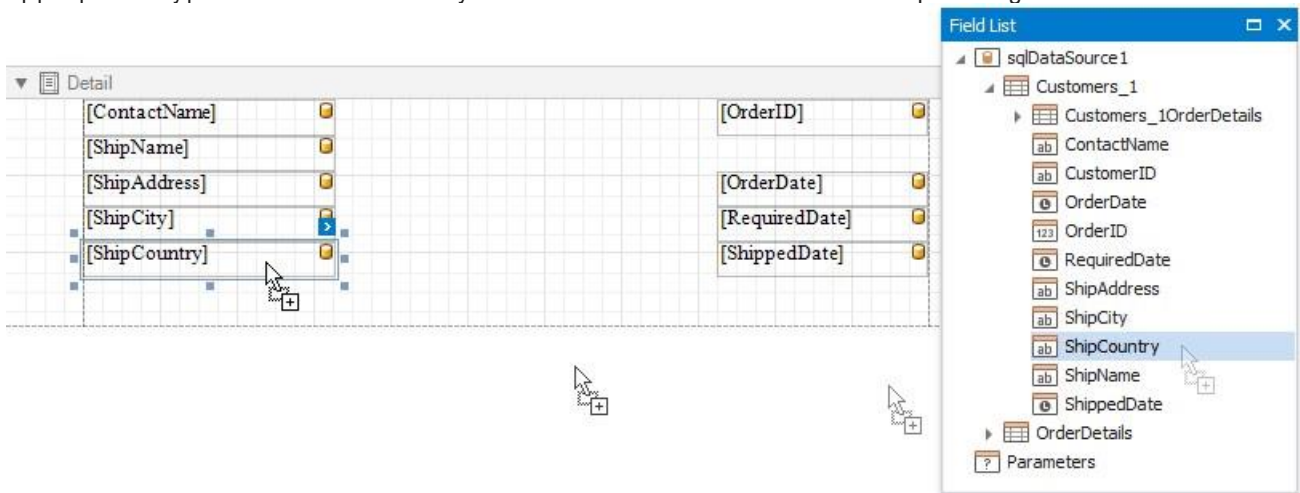 Field List
sqlDataSource1
Customers_1
Customers_1OrderDetails
ab ContactName
ab CustomerID
OrderDate
123 OrderID
RequiredDate
ab ShipAddress
ab ShipCity
ab ShipCountry
ab ShipName
ShippedDate
OrderDetails
? Parameters
Detail
[ContactName] [OrderID]
[ShipName]
[ShipAddress] [OrderDate]
[ShipCity] [RequiredDate]
[ShipCountry] [ShippedDate]